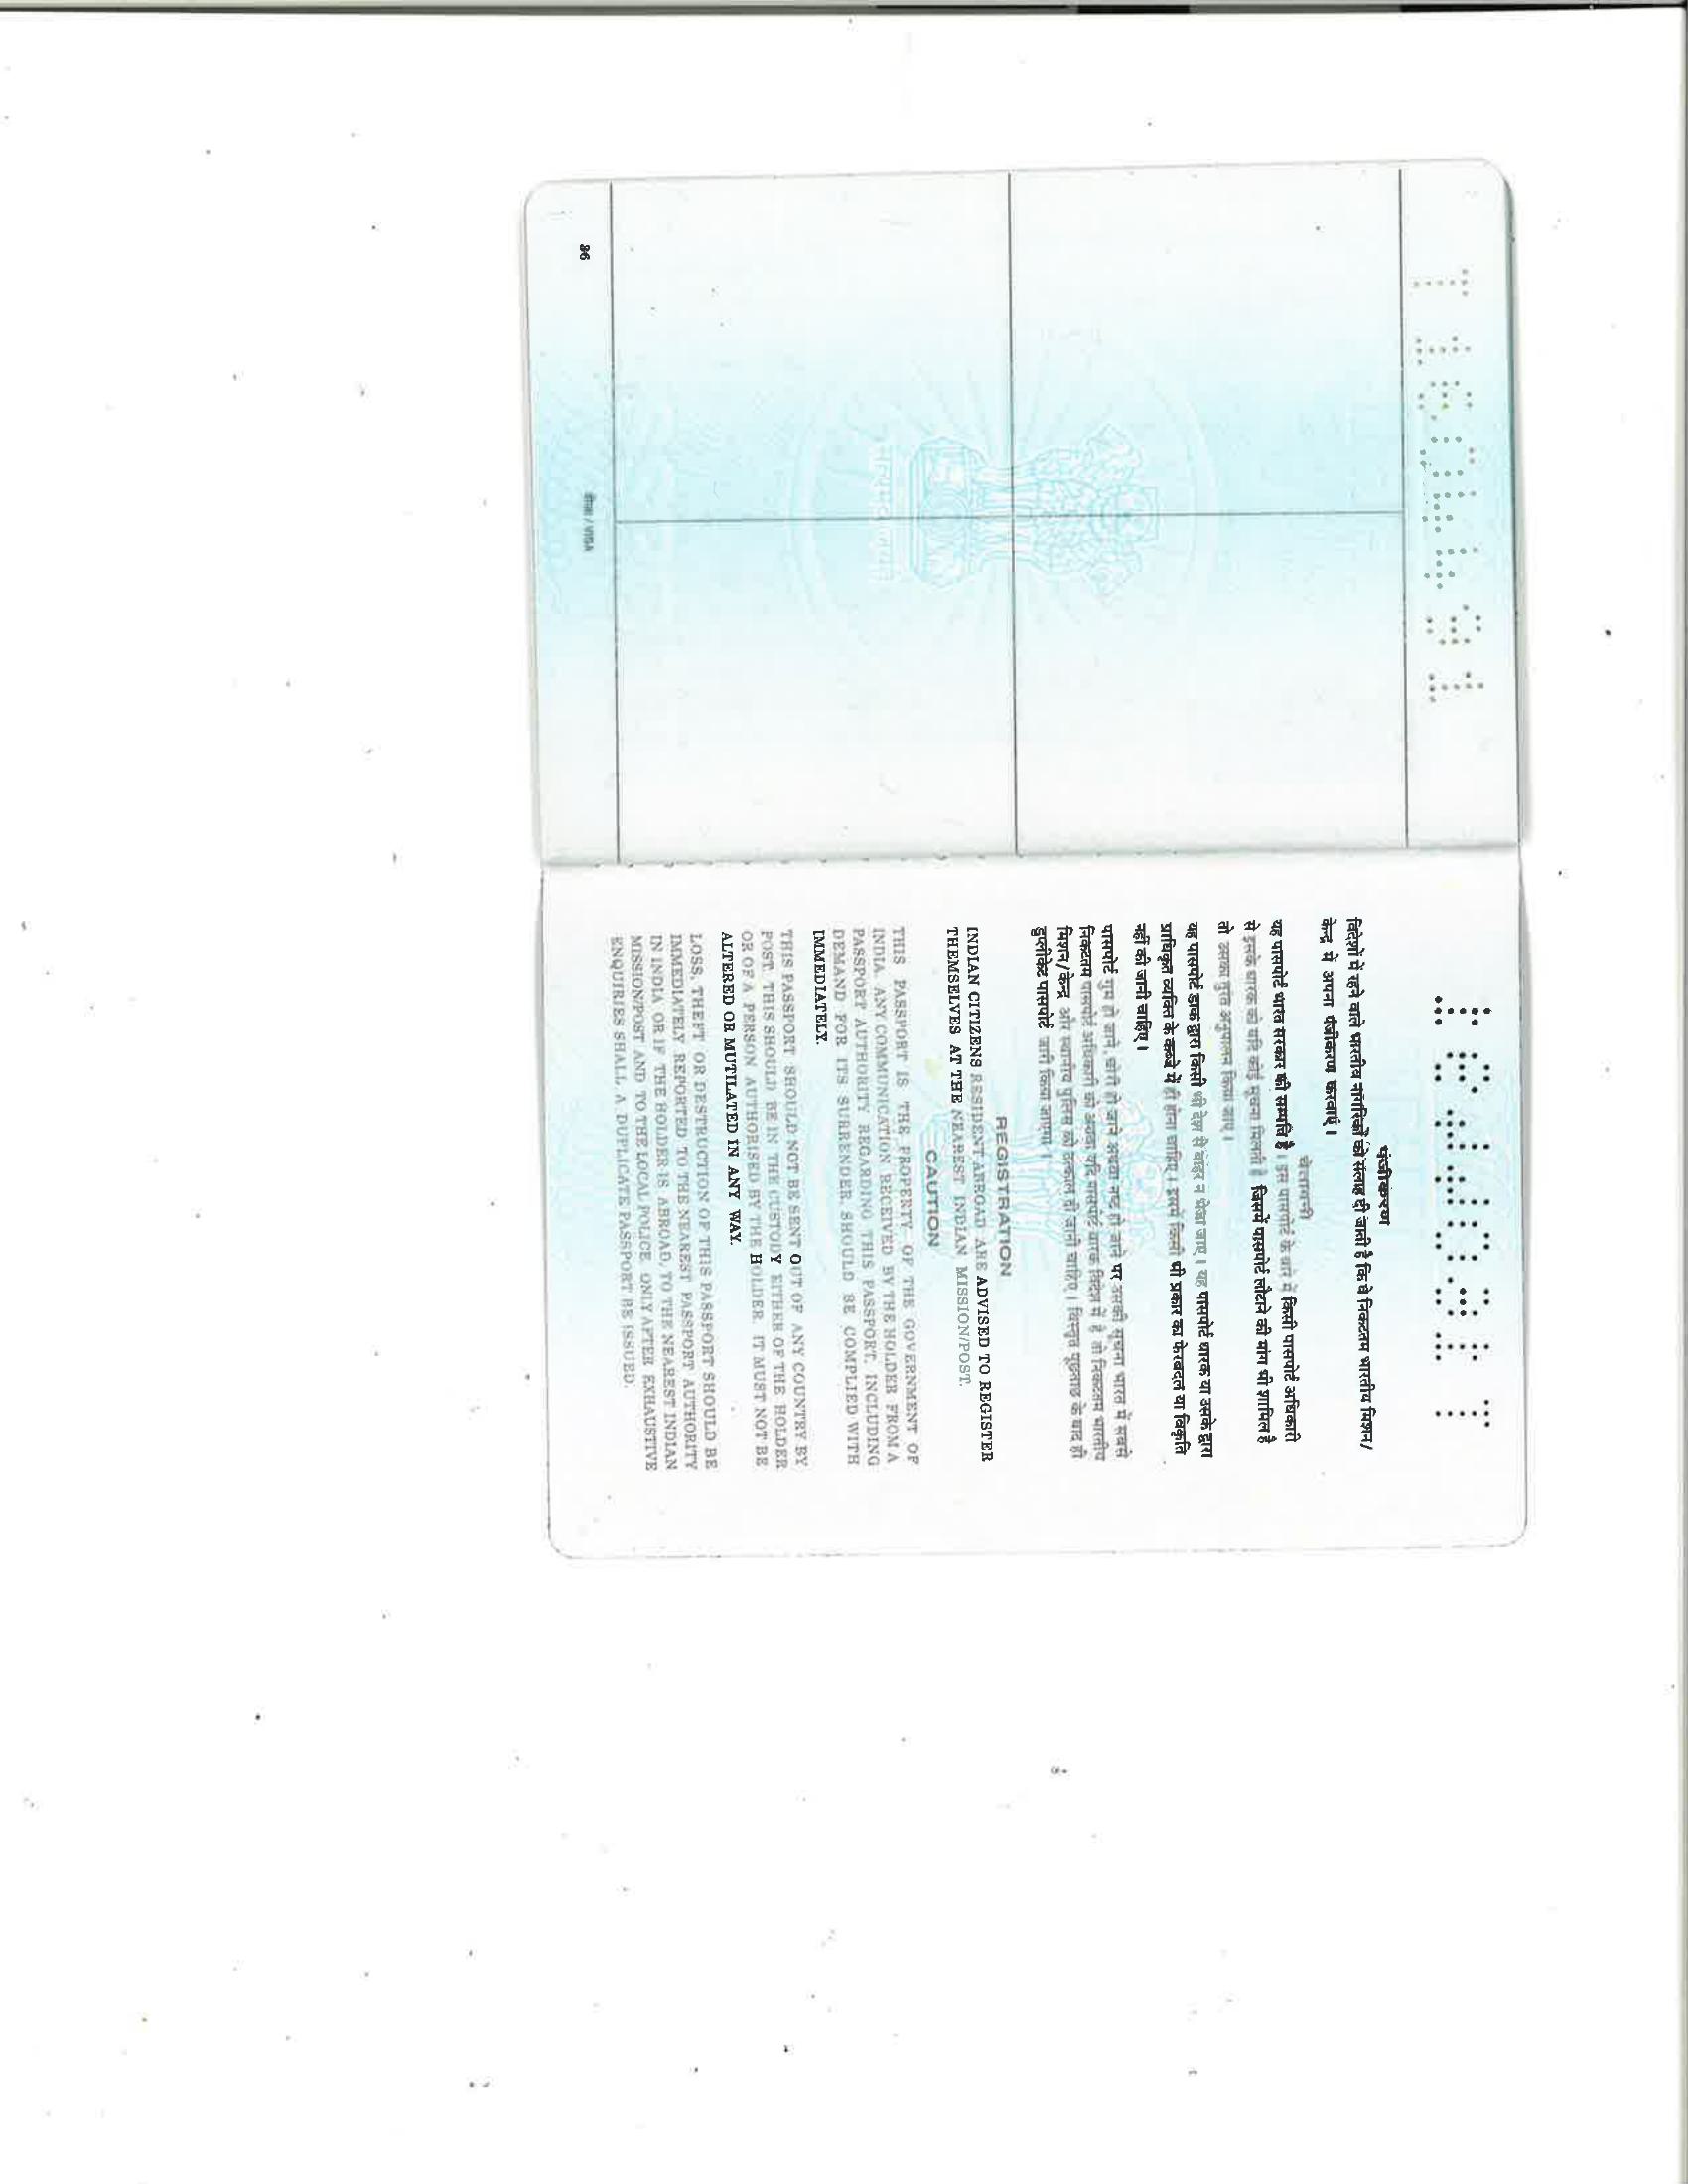 पंजीकरण
विदेशों में रहने वाले भारतीय नागरिकों को सलाह दी जाती है कि वे निकटतम भारतीय मिशन/
केन्द्र में अपना पंजीकरण करवाएं।
चेतावनी
यह पासपोर्ट भारत सरकार की सम्पत्ति है। इस पासपोर्ट के बारे में किसी पासपोर्ट अधिकारी
से इसके धारक को यदि कोई सूचना मिलती है जिसमें पासपोर्ट लौटाने की मांग भी शामिल है
तो उसका तुरंत अनुपालन किया जाए।
यह पासपोर्ट डाक द्वारा किसी भी देश से बाहर न भेजा जाए। यह पासपोर्ट धारक या उसके द्वारा
प्राधिकृत व्यक्ति के कब्जे में ही होना चाहिए। इसमें किसी भी प्रकार का फेरबदल या विकृति
नहीं की जानी चाहिए।
पासपोर्ट गुम हो जाने, चोरी हो जाने अथवा नष्ट हो जाने पर उसकी सूचना भारत में सबसे
निकटतम पासपोर्ट अधिकारी को अथवा यदि पासपोर्ट धारक विदेश में है तो निकटतम भारतीय
मिशन/केन्द्र और स्थानीय पुलिस को तत्काल दी जानी चाहिए। विस्तृत पूछताछ के बाद ही
डुप्लीकेट पासपोर्ट जारी किया जाएगा।
REGISTRATION
INDIAN CITIZENS RESIDENT ABROAD ARE ADVISED TO REGISTER
THEMSELVES AT THE NEAREST INDIAN MISSION/POST.
CAUTION
THIS PASSPORT IS THE PROPERTY OF THE GOVERNMENT OF
INDIA. ANY COMMUNICATION RECEIVED BY THE HOLDER FROM A
PASSPORT AUTHORITY REGARDING THIS PASSPORT, INCLUDING
DEMAND FOR ITS SURRENDER, SHOULD BE COMPLIED WITH
IMMEDIATELY.
THIS PASSPORT SHOULD NOT BE SENT OUT OF ANY COUNTRY BY
POST. THIS SHOULD BE IN THE CUSTODY EITHER OF THE HOLDER
OR OF A PERSON AUTHORISED BY THE HOLDER. IT MUST NOT BE
ALTERED OR MUTILATED IN ANY WAY.
LOSS, THEFT OR DESTRUCTION OF THIS PASSPORT SHOULD BE
IMMEDIATELY REPORTED TO THE NEAREST PASSPORT AUTHORITY
IN INDIA OR IF THE HOLDER IS ABROAD, TO THE NEAREST INDIAN
MISSION/POST AND TO THE LOCAL POLICE. ONLY AFTER EXHAUSTIVE
ENQUIRIES SHALL A DUPLICATE PASSPORT BE ISSUED.
36
वीजा / VISA